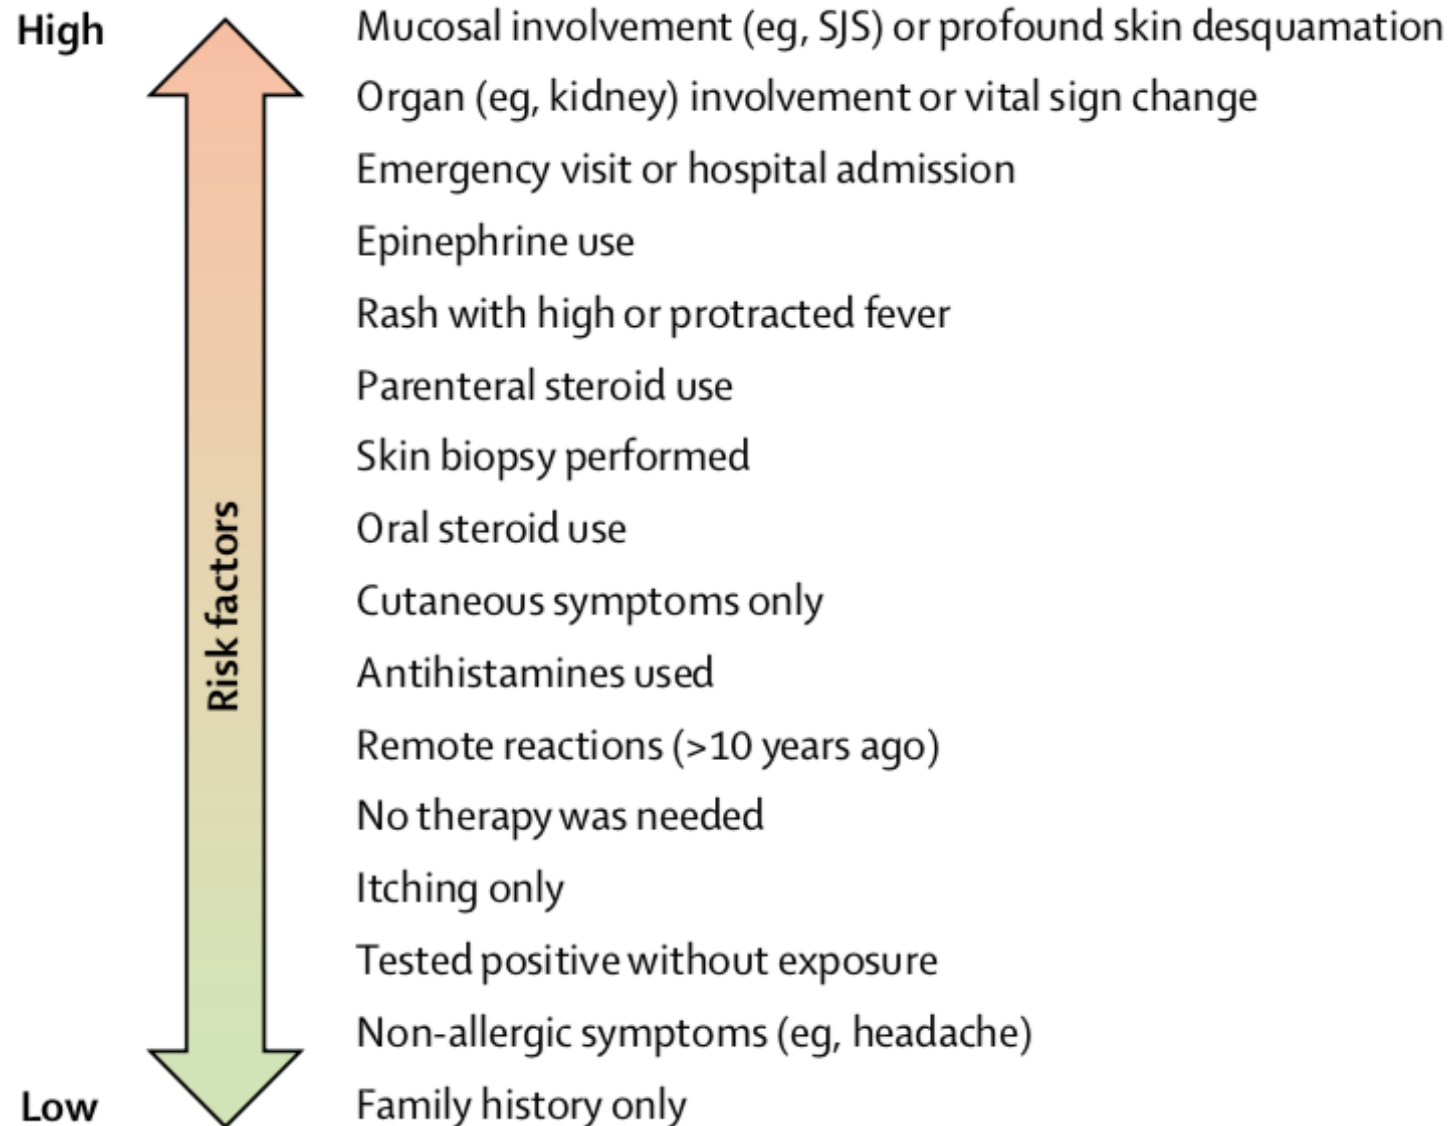 High
Mucosal involvement (eg, SJS) or profound skin desquamation
Organ (eg, kidney) involvement or vital sign change
Emergency visit or hospital admission
Epinephrine use
Rash with high or protracted fever
Parenteral steroid use
Skin biopsy performed
Oral steroid use
Risk factors
Cutaneous symptoms only
Antihistamines used
Remote reactions (>10 years ago)
No therapy was needed
Itching only
Tested positive without exposure
Non-allergic symptoms (eg, headache)
Low
Family history only